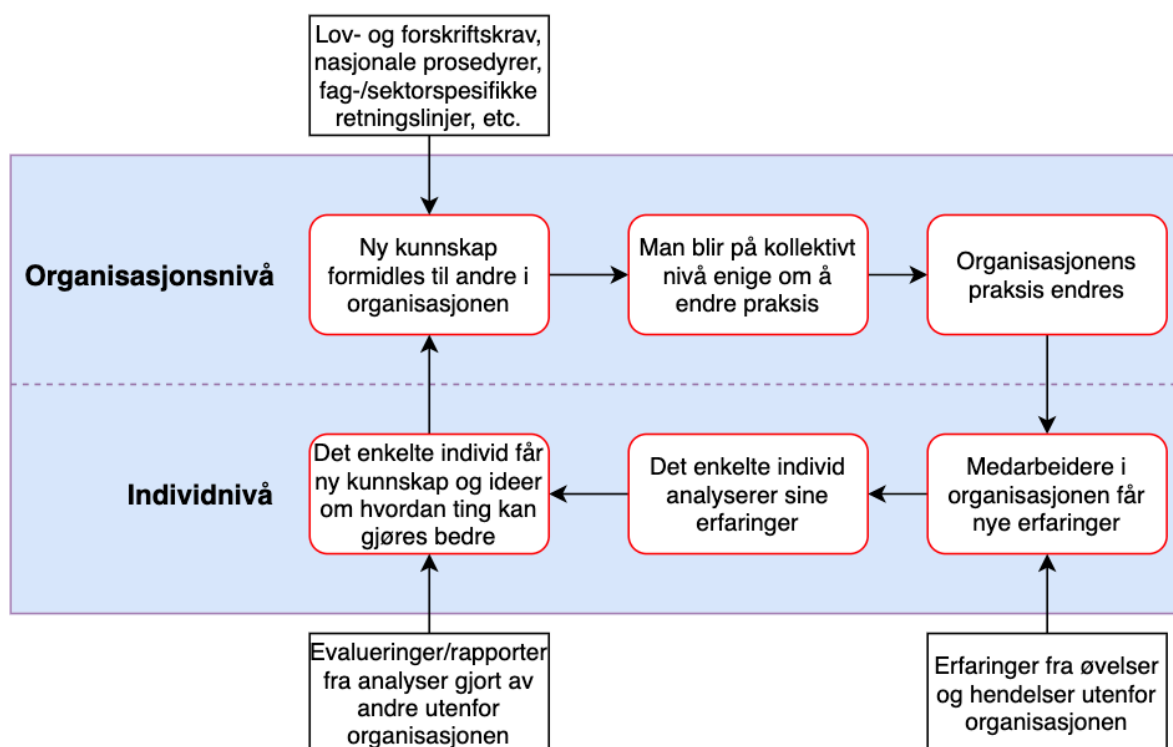 Lov- og forskriftskrav,
nasjonale prosedyrer,
fag-/sektorspesifikke
retningslinjer, etc.
Organisasjonsnivå
Ny kunnskap
formidles til andre i
organisasjonen
Man blir på kollektivt
nivå enige om å
endre praksis
Organisasjonens
praksis endres
Individnivå
Det enkelte individ får
ny kunnskap og ideer
om hvordan ting kan
gjøres bedre
Det enkelte individ
analyserer sine
erfaringer
Medarbeidere i
organisasjonen får
nye erfaringer
Evalueringer/rapporter
fra analyser gjort av
andre utenfor
organisasjonen
Erfaringer fra øvelser
og hendelser utenfor
organisasjonen